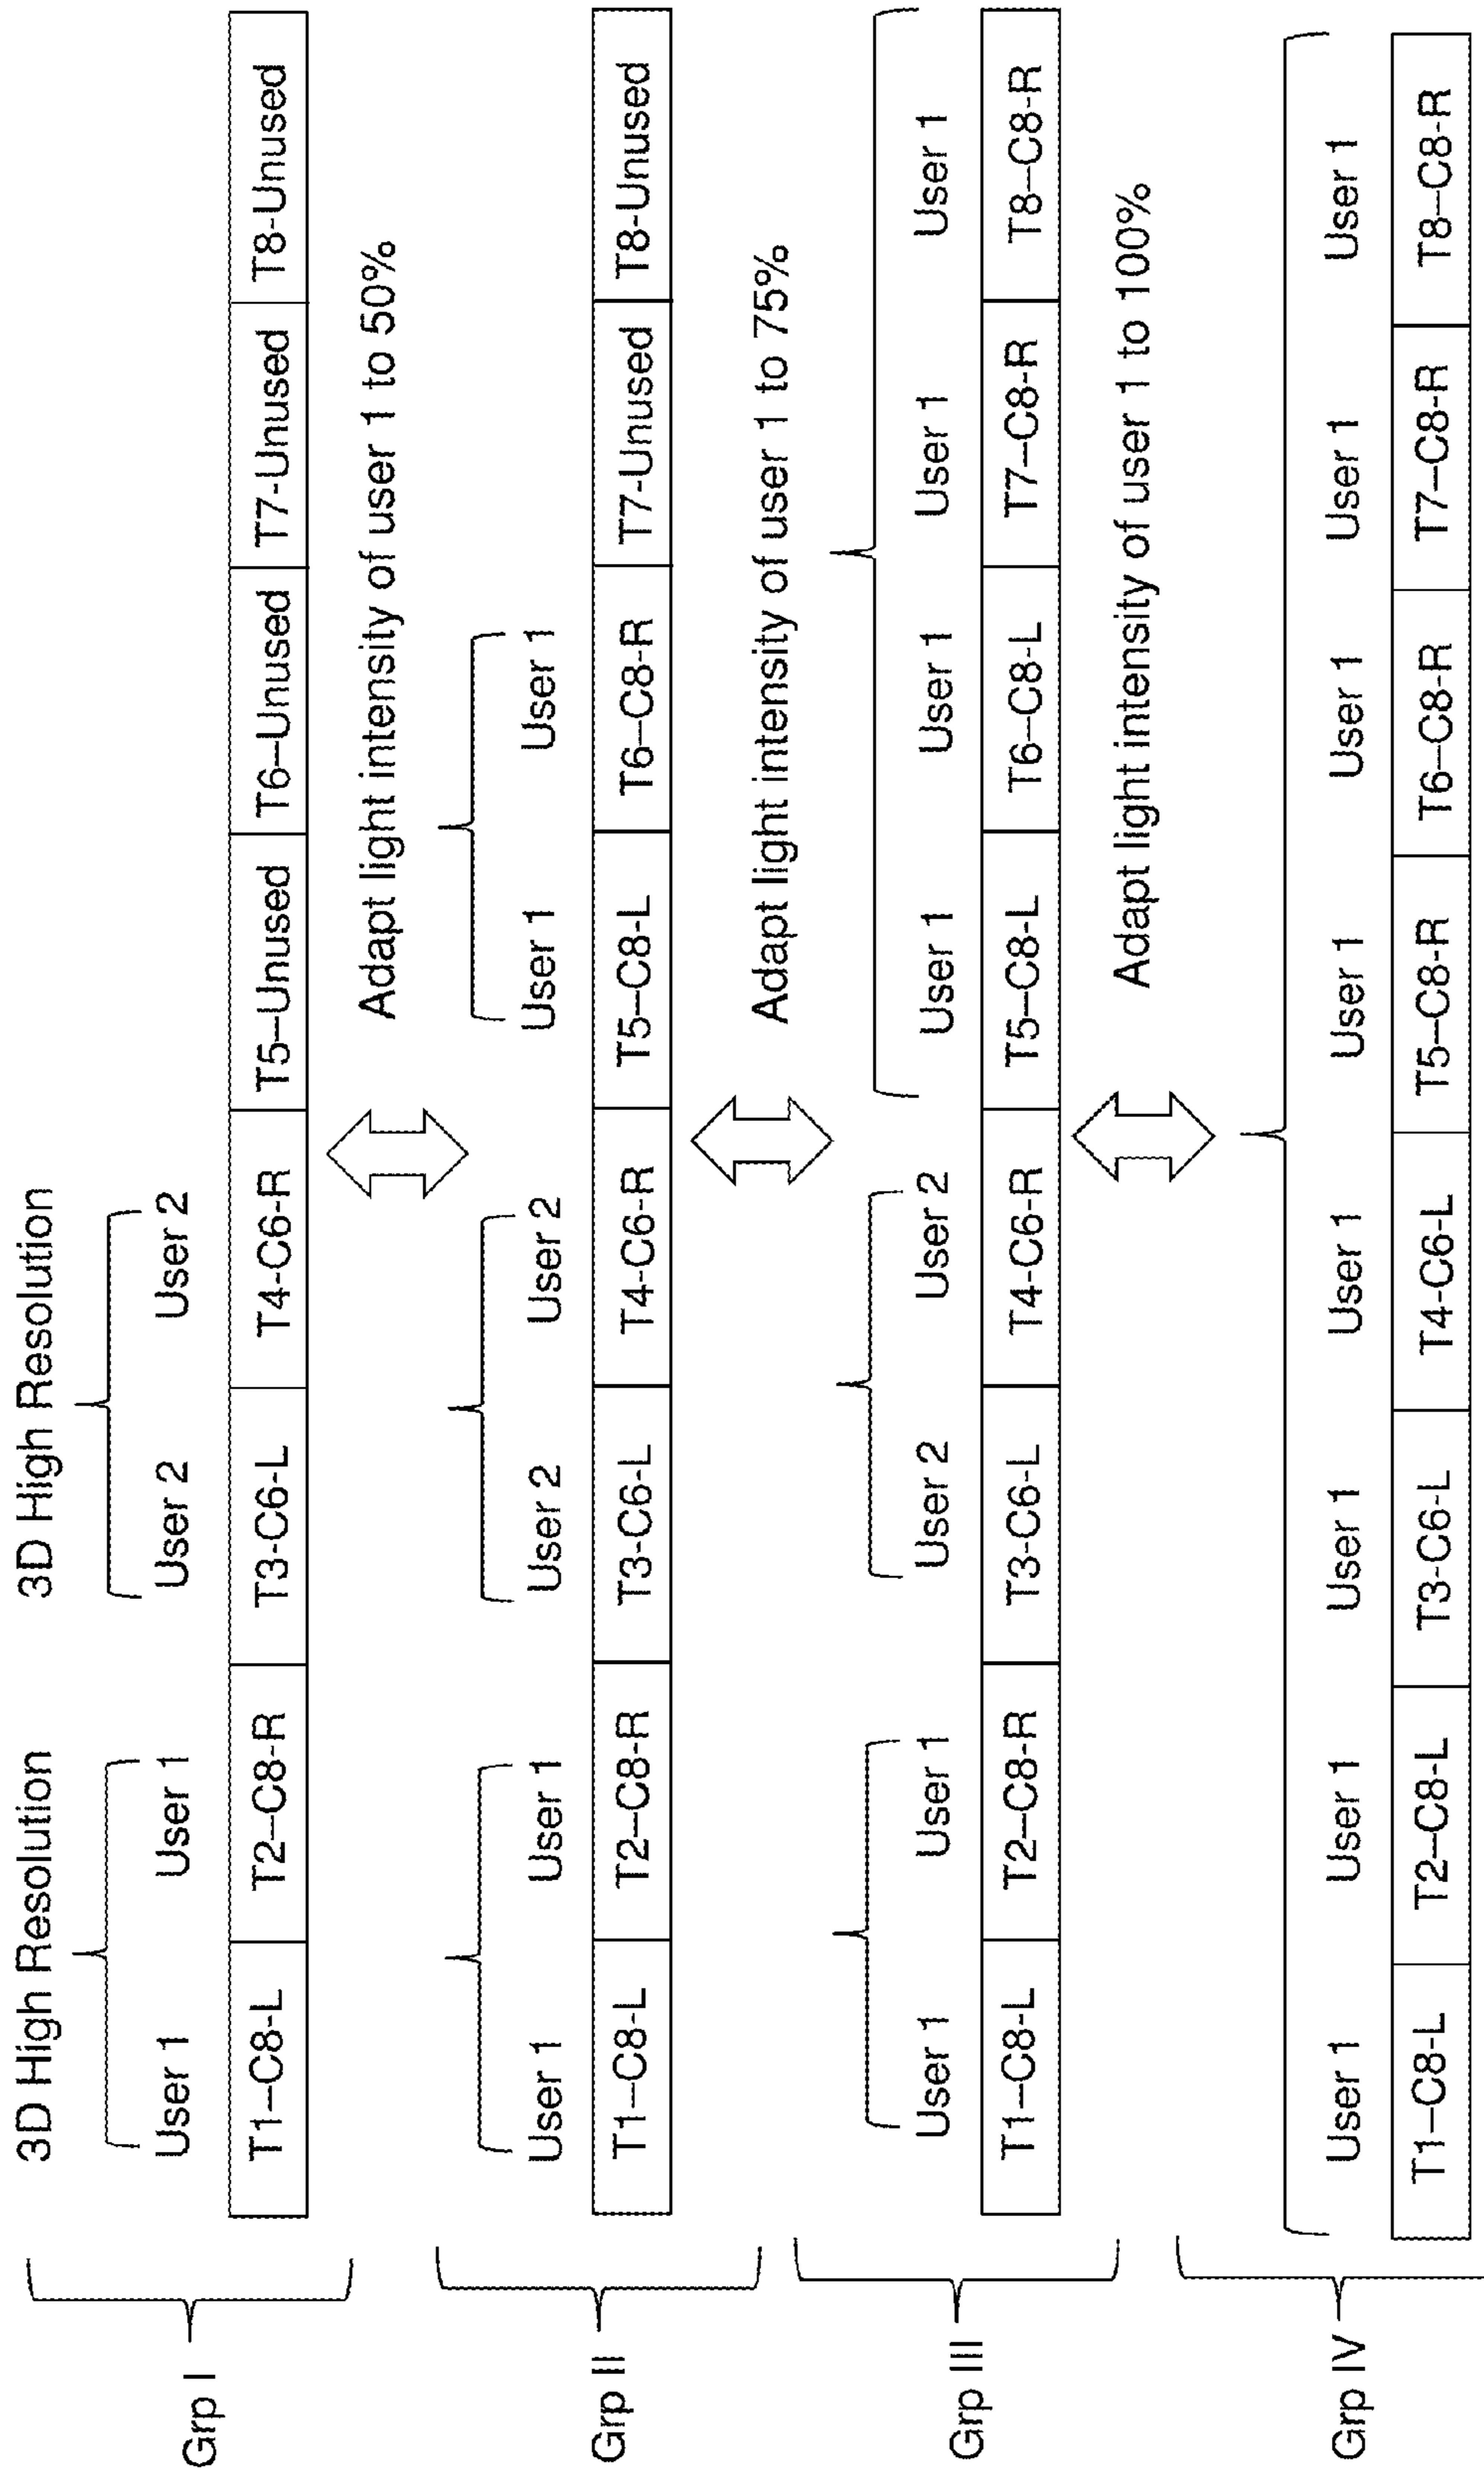 3D High Resolution 3D High Resolution
User 1 User 1 User 2 User 2
Grp I
T1–C8-L T2–C8-R T3-C6-L T4-C6-R T5–Unused T6–Unused T7-Unused T8-Unused
Adapt light intensity of user 1 to 50%
User 1 User 1 User 2 User 2 User 1 User 1
Grp II
T1–C8-L T2–C8-R T3-C6-L T4-C6-R T5–C8-L T6–C8-R T7-Unused T8-Unused
Adapt light intensity of user 1 to 75%
User 1 User 1 User 2 User 2 User 1 User 1 User 1 User 1
Grp III
T1–C8-L T2–C8-R T3-C6-L T4-C6-R T5–C8-L T6–C8-L T7–C8-R T8–C8-R
Adapt light intensity of user 1 to 100%
User 1 User 1 User 1 User 1 User 1 User 1 User 1 User 1
Grp IV
T1–C8-L T2–C8-L T3-C6-L T4-C6-L T5–C8-R T6–C8-R T7–C8-R T8–C8-R